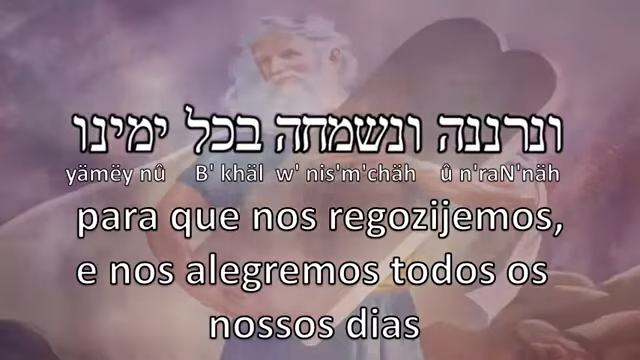 ונרננה ונשמחה בכל ימינו
yämëy nû B' khäl w' nis'm'chäh û n'raN'näh
para que nos regozijemos,
e nos alegremos todos os
nossos dias